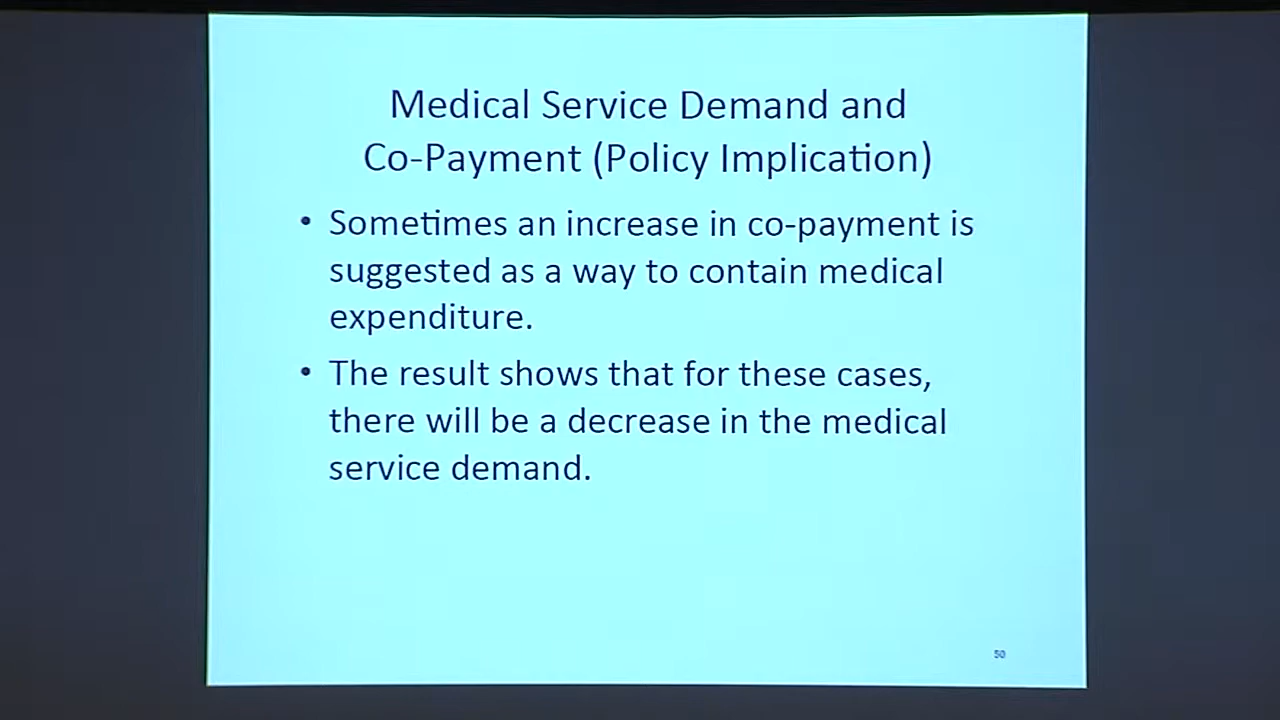 Medical Service Demand and
Co-Payment (Policy Implication)
• Sometimes an increase in co-payment is
suggested as a way to contain medical
expenditure.
• The result shows that for these cases,
there will be a decrease in the medical
service demand.
50